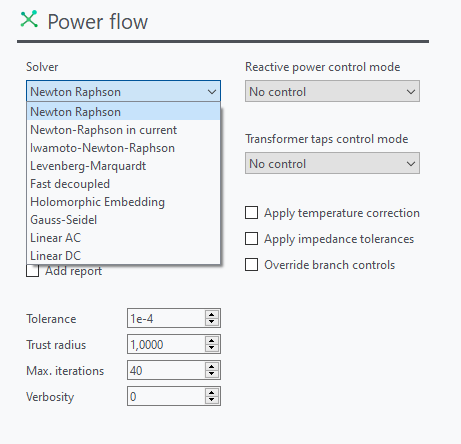 Power flow
Solver
Newton Raphson
Newton Raphson
Newton-Raphson in current
Iwamoto-Newton-Raphson
Levenberg-Marquardt
Fast decoupled
Holomorphic Embedding
Gauss-Seidel
Linear AC
Linear DC
Add report
Reactive power control mode
No control
Transformer taps control mode
No control
Apply temperature correction
Apply impedance tolerances
Override branch controls
Tolerance 1e-4
Trust radius 1,0000
Max. iterations 40
Verbosity 0